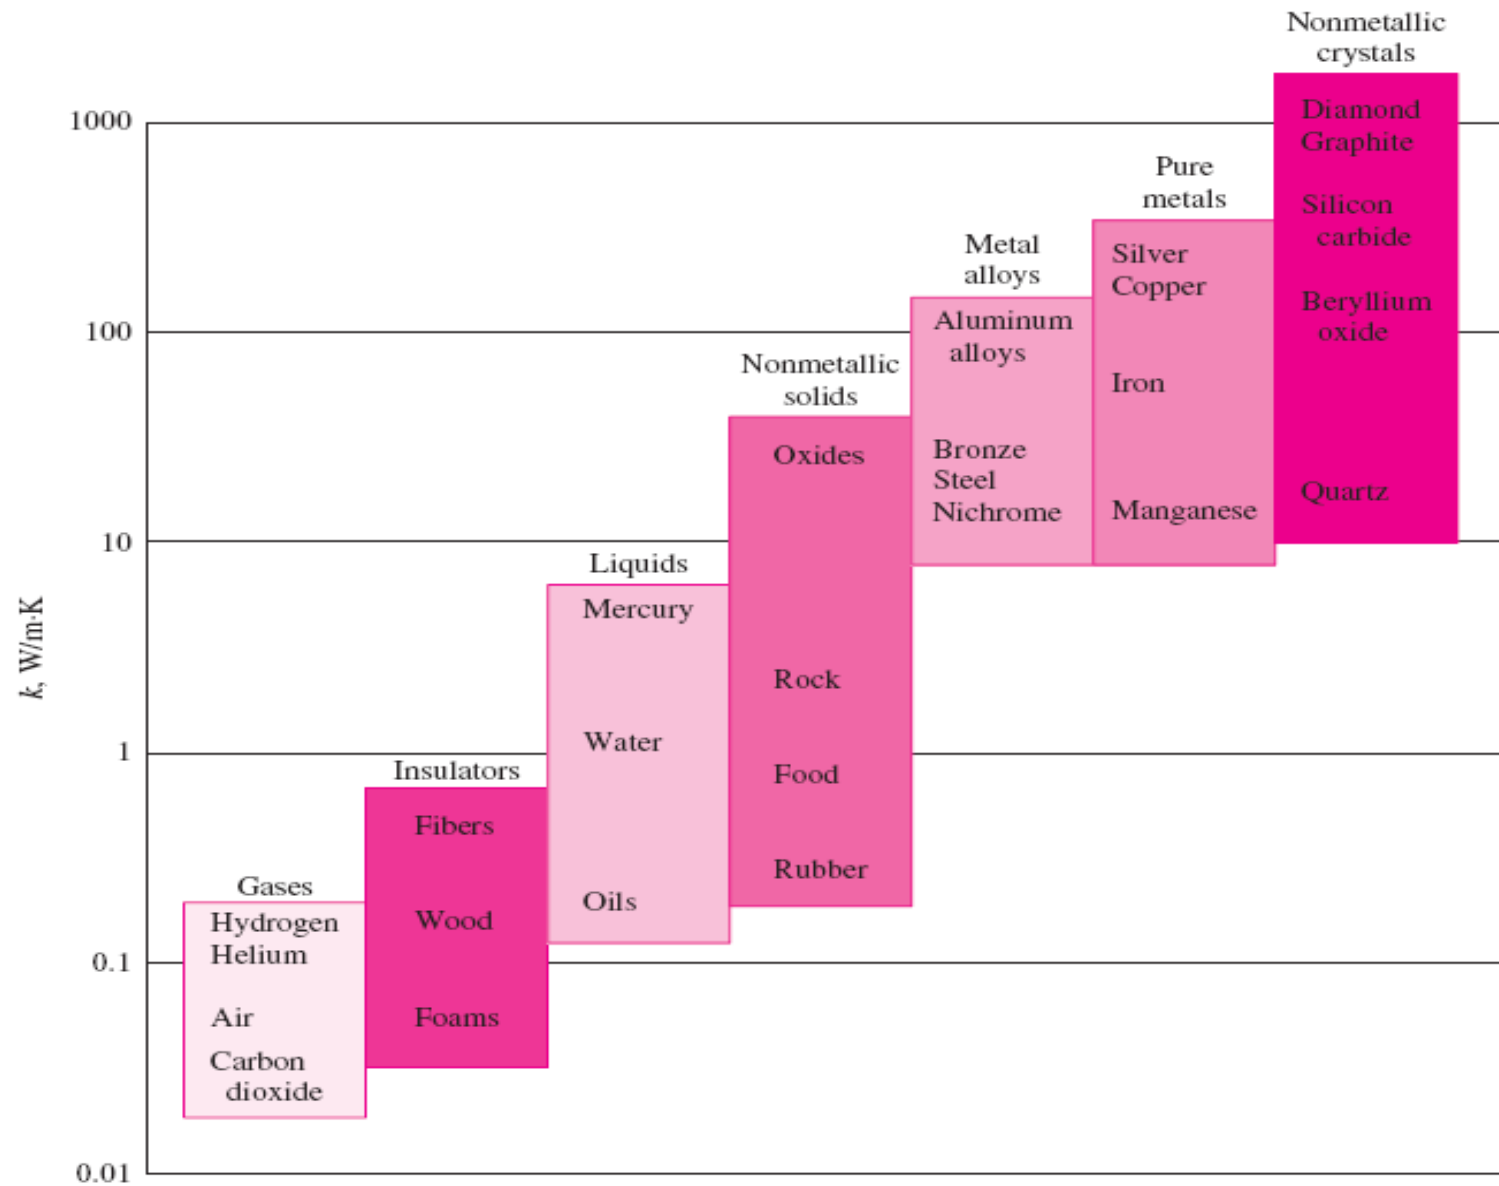 Nonmetallic
crystals
Diamond
Graphite
Silicon
carbide
Beryllium
oxide
Quartz
Pure
metals
Silver
Copper
Iron
Manganese
Metal
alloys
Aluminum
alloys
Bronze
Steel
Nichrome
Nonmetallic
solids
Oxides
Rock
Food
Rubber
Liquids
Mercury
Water
Oils
Insulators
Fibers
Wood
Foams
Gases
Hydrogen
Helium
Air
Carbon
dioxide
1000
100
10
1
0.1
0.01
k, W/m·K